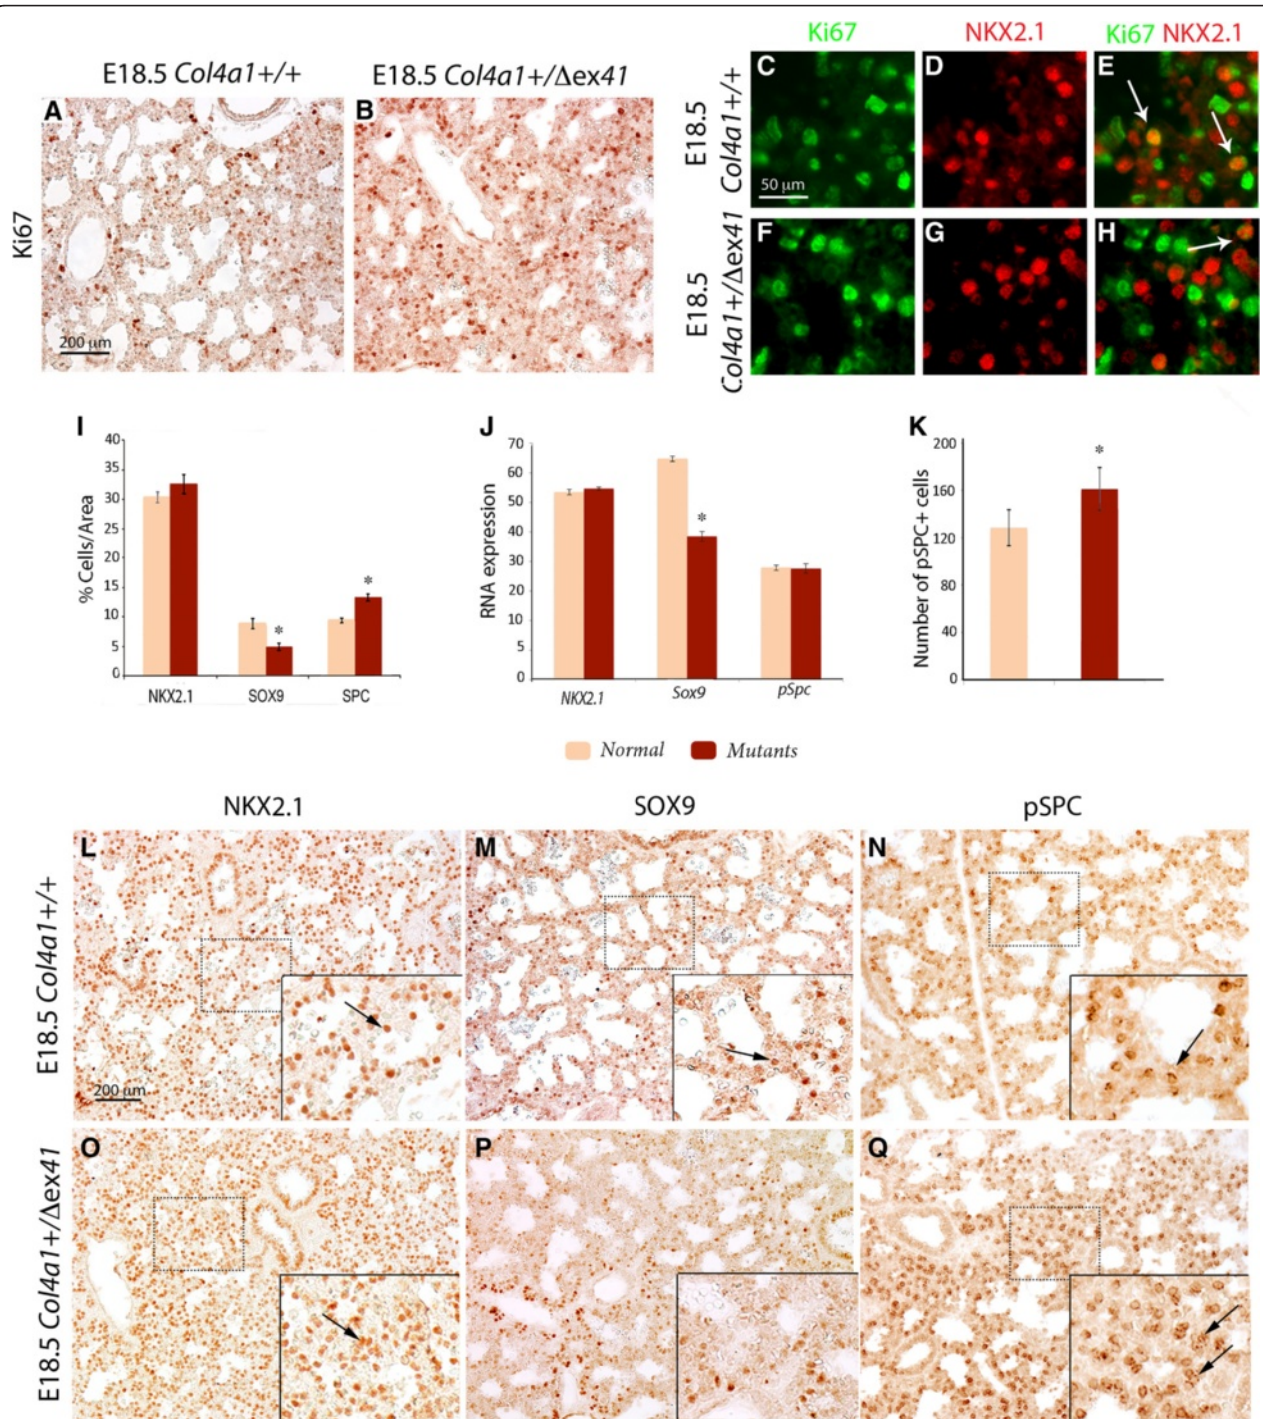 E18.5 Col4a1+/+
E18.5 Col4a1+/Δex41
Ki67
A
200 μm
B
Ki67
NKX2.1
Ki67 NKX2.1
E18.5
Col4a1+/+
C
50 μm
D
E
E18.5
Col4a1+/Δex41
F
G
H
I
% Cells/Area
40
35
30
25
20
15
10
5
0
*
*
NKX2.1
SOX9
SPC
J
RNA expression
70
60
50
40
30
20
10
5
0
*
NKX2.1
Sox9
pSpc
K
Number of pSPC+ cells
200
160
120
80
40
0
*
Normal
Mutants
NKX2.1
SOX9
pSPC
E18.5 Col4a1+/+
L
200 μm
M
N
E18.5 Col4a1+/Δex41
O
P
Q